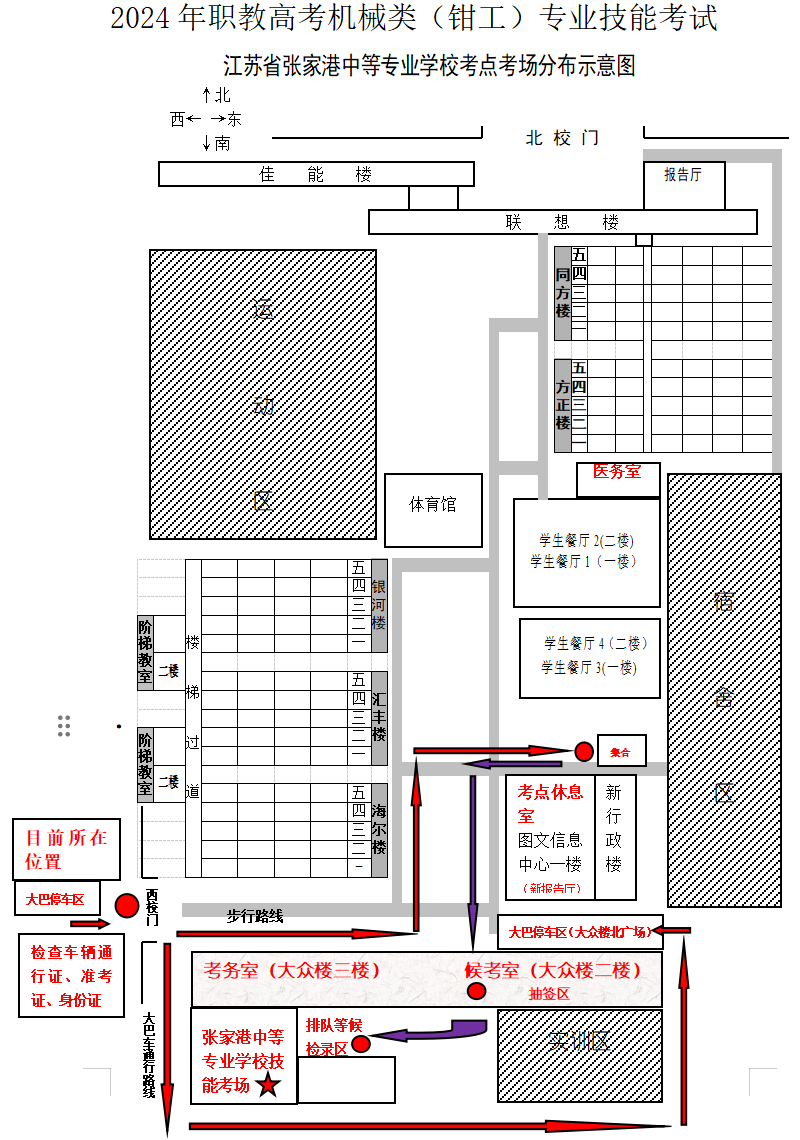 2024年职教高考机械类（钳工）专业技能考试
江苏省张家港中等专业学校考点考场分布示意图
北
西 东
南
北 校 门
佳 能 楼
报告厅
联 想 楼
同方楼
五
四
三
二
一
运动区
方正楼
五
四
三
二
一
医务室
体育馆
学生餐厅2(二楼)
学生餐厅1（一楼）
宿舍区
学生餐厅4（二楼）
学生餐厅3(一楼)
五
四
三
二
一
银河楼
阶梯教室
二楼
楼梯过道
五
四
三
二
一
汇丰楼
阶梯教室
二楼
五
四
三
二
一
海尔楼
集合
考点休息
室
图文信息
中心一楼
（新报告厅）
新行政楼
目前所在
位置
大巴停车区
西校门
步行路线
检查车辆通
行证、准考
证、身份证
大巴停车区(大众楼北广场)
考务室（大众楼三楼）
候考室（大众楼二楼）
抽签区
大巴车通行路线
张家港中等
专业学校技
能考场
排队等候
检录区
实训区